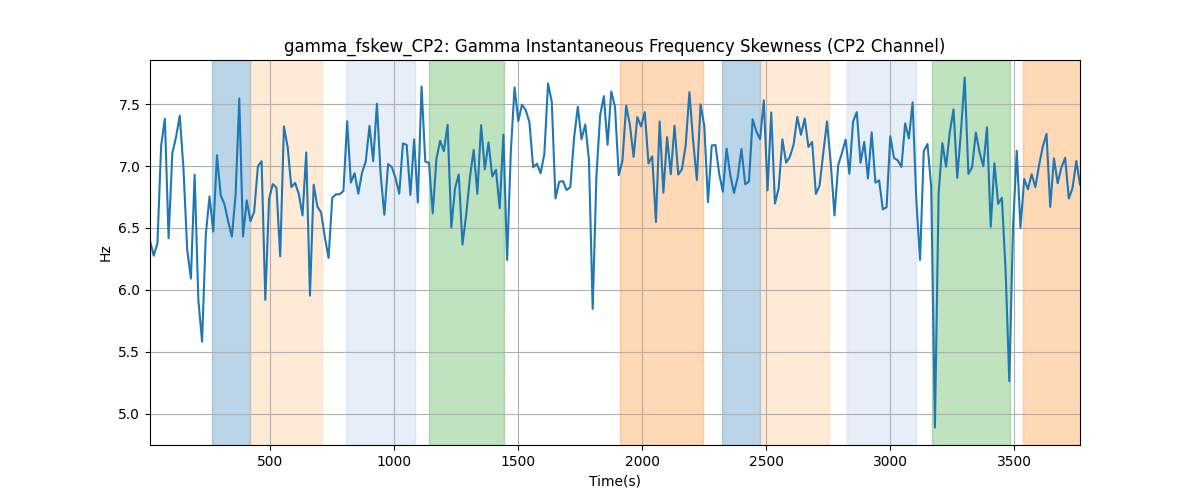 gamma_fskew_CP2: Gamma Instantaneous Frequency Skewness (CP2 Channel)
7.5
7.0
6.5
6.0
5.5
5.0
Hz
500 1000 1500 2000 2500 3000 3500
Time(s)